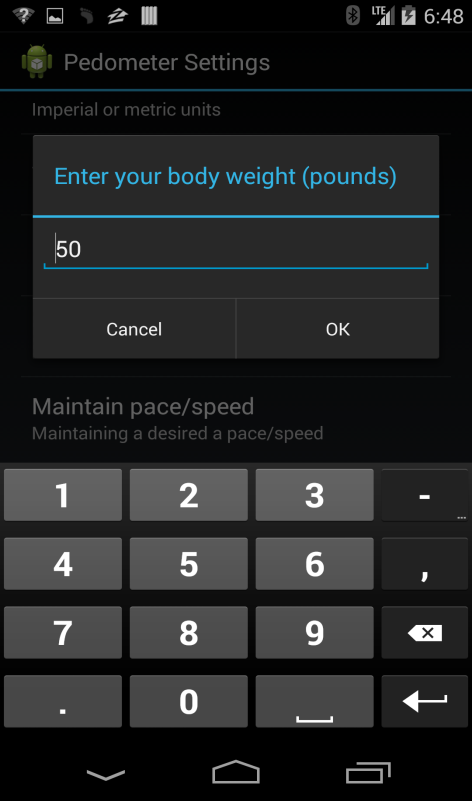 LTE 6:48
Pedometer Settings
Imperial or metric units
Enter your body weight (pounds)
50
Cancel OK
Maintain pace/speed
Maintaining a desired a pace/speed
1 2 3 -
4 5 6 ,
7 8 9
. 0